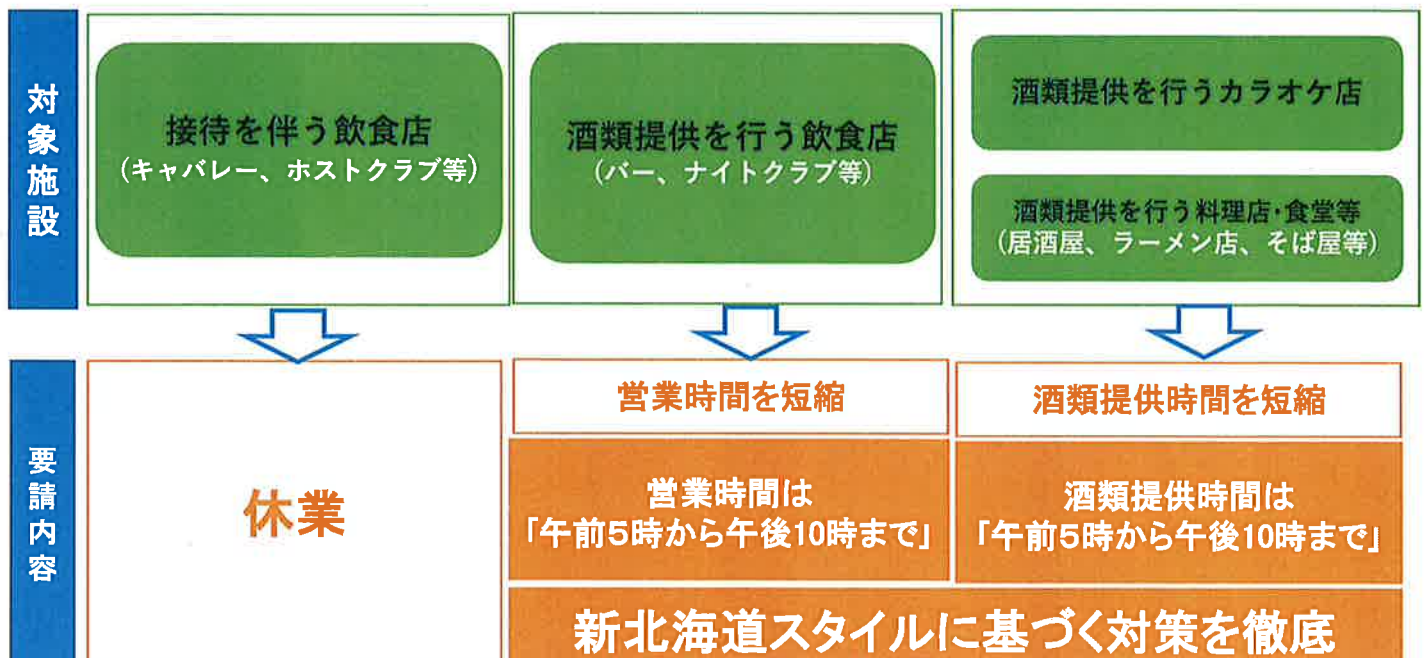 対象施設
接待を伴う飲食店
(キャバレー、ホストクラブ等)
酒類提供を行う飲食店
(バー、ナイトクラブ等)
酒類提供を行うカラオケ店
酒類提供を行う料理店・食堂等
(居酒屋、ラーメン店、そば屋等)
要請内容
休業
営業時間を短縮
営業時間は
「午前5時から午後10時まで」
酒類提供時間を短縮
酒類提供時間は
「午前5時から午後10時まで」
新北海道スタイルに基づく対策を徹底